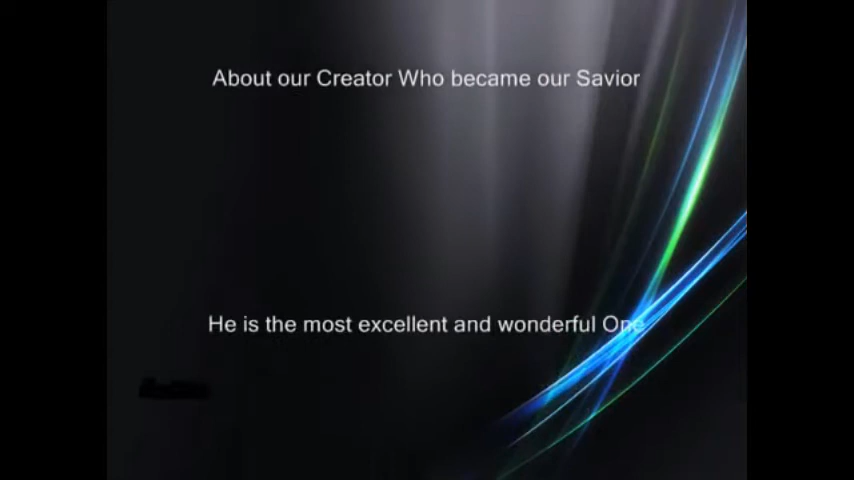 About our Creator Who became our Savior
He is the most excellent and wonderful One